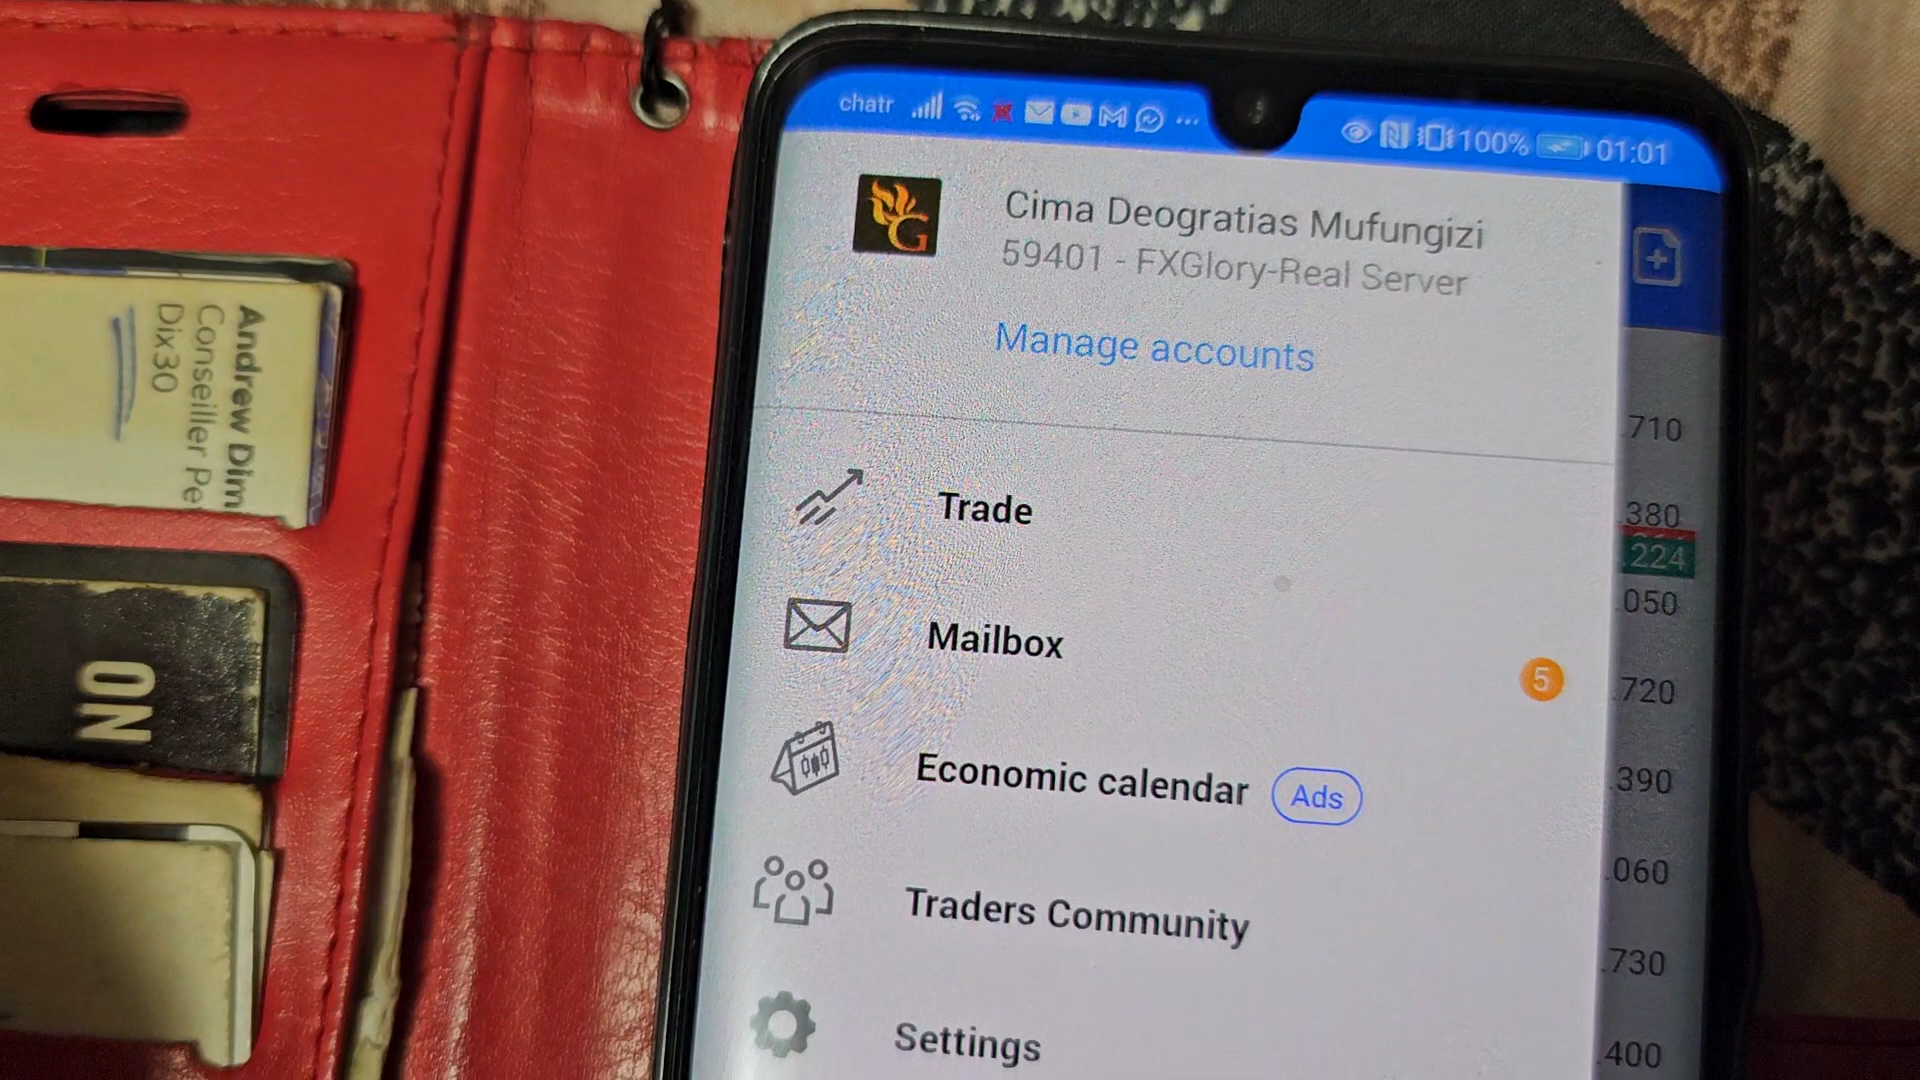 Andrew Dim
Conseiller Pe
Dix30
NO
chatr
100%
01:01
G
Cima Deogratias Mufungizi
59401 - FXGlory-Real Server
Manage accounts
Trade
Mailbox
5
Economic calendar
Ads
Traders Community
Settings
.710
.380
.224
.050
.720
.390
.060
.730
.400